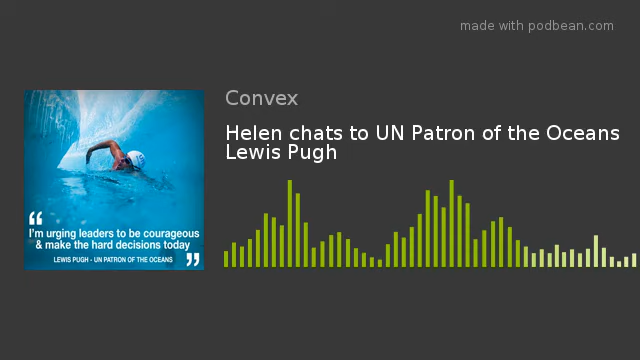 made with podbean.com
Convex
Helen chats to UN Patron of the Oceans
Lewis Pugh
“
I'm urging leaders to be courageous
& make the hard decisions today
LEWIS PUGH - UN PATRON OF THE OCEANS ”